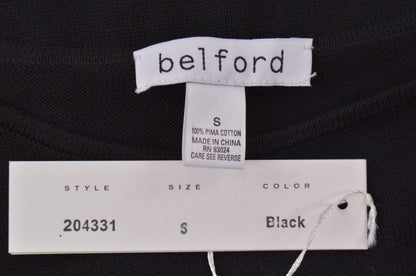 belford
S
100% PIMA COTTON
MADE IN CHINA
RN 93024
CARE SEE REVERSE
STYLE SIZE COLOR
204331 S Black